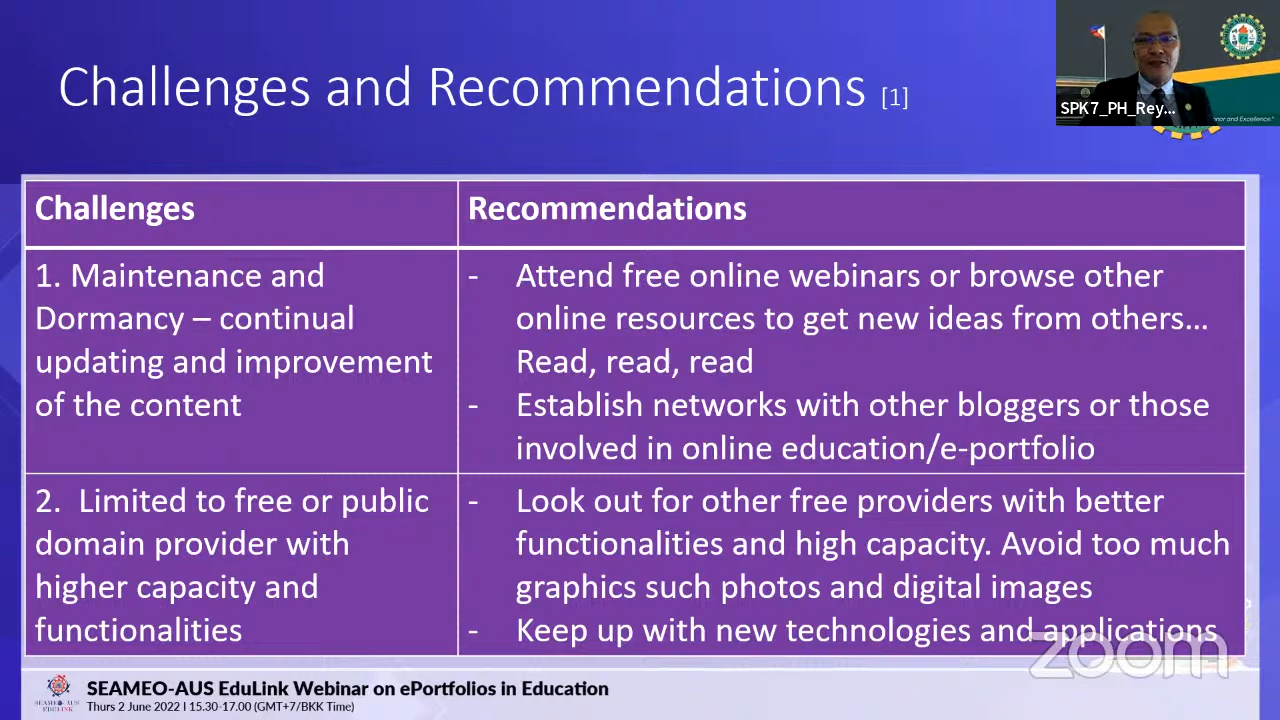 Challenges and Recommendations [1]
SPK7_PH_Rey...
Challenges
Recommendations
1. Maintenance and
Dormancy – continual
updating and improvement
of the content
- Attend free online webinars or browse other
online resources to get new ideas from others...
Read, read, read
- Establish networks with other bloggers or those
involved in online education/e-portfolio
2. Limited to free or public
domain provider with
higher capacity and
functionalities
- Look out for other free providers with better
functionalities and high capacity. Avoid too much
graphics such photos and digital images
- Keep up with new technologies and applications
zoom
SEAMEO-AUS
EDULINK
SEAMEO-AUS EduLink Webinar on ePortfolios in Education
Thurs 2 June 2022 I 15.30-17.00 (GMT+7/BKK Time)